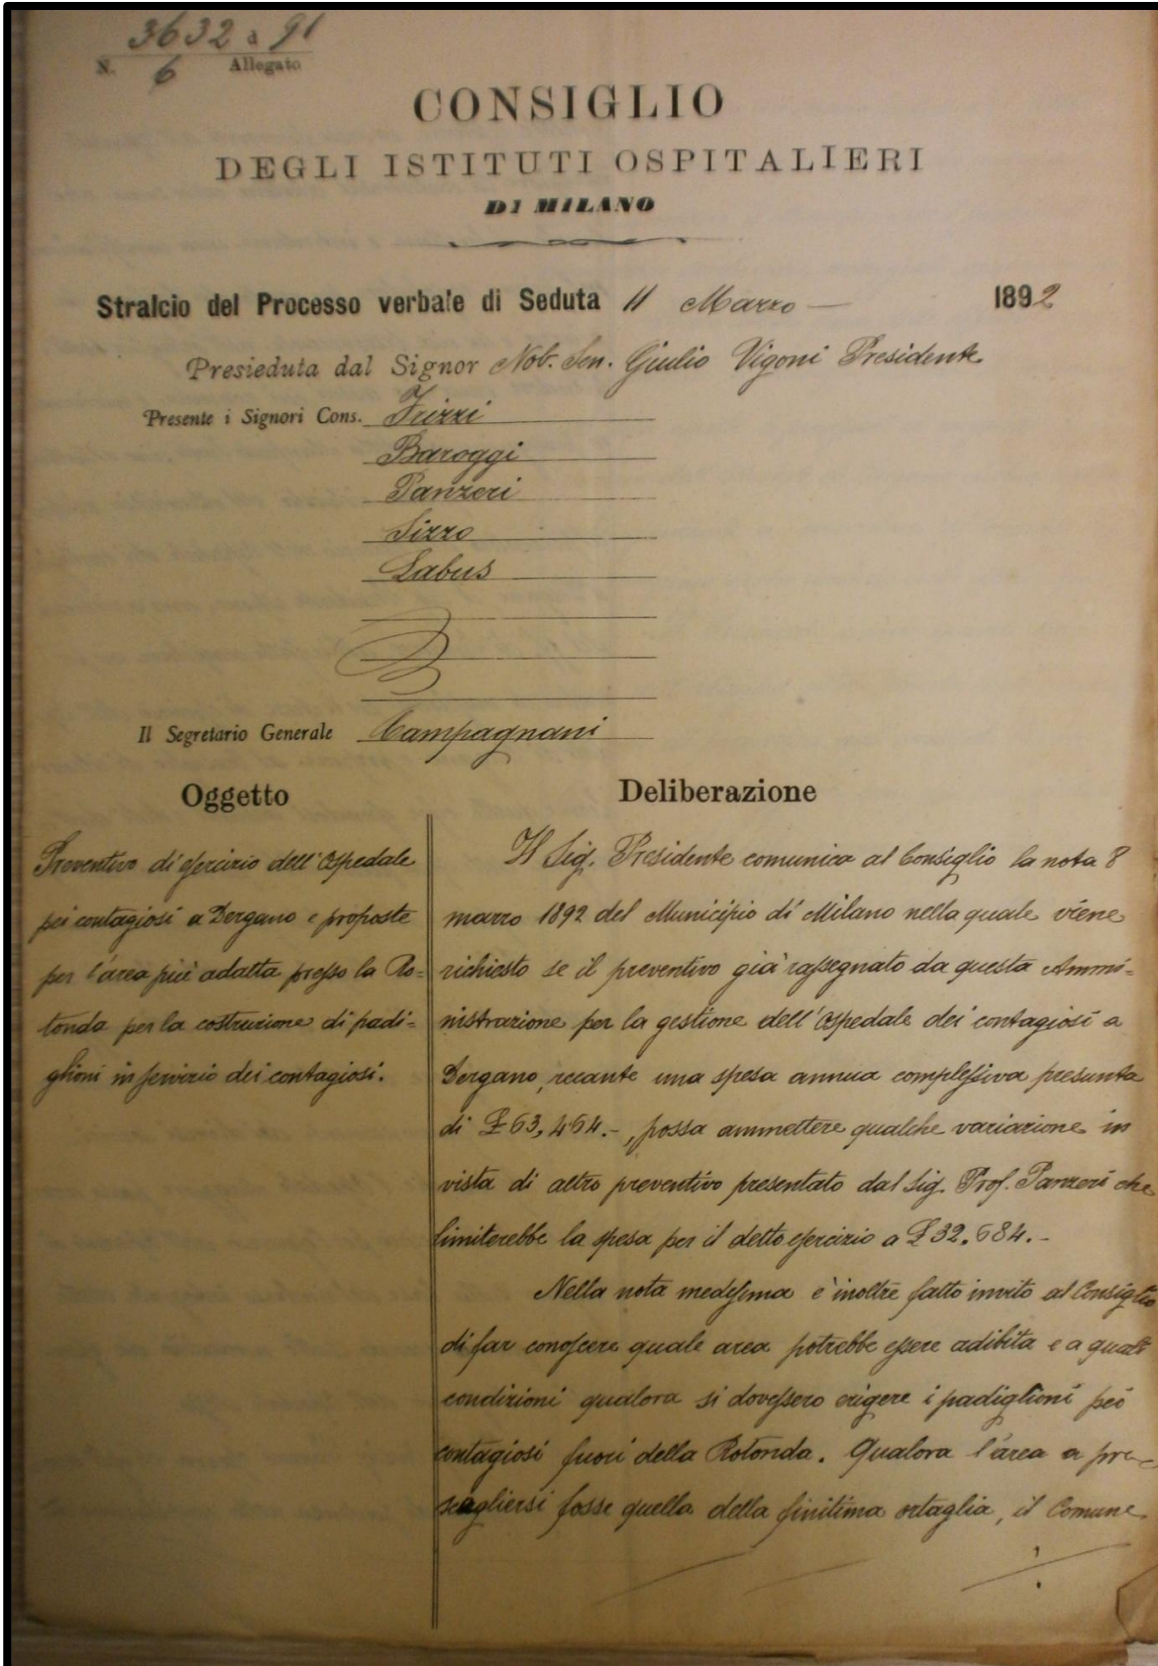 3632 a 91
N. 6 Allegato
CONSIGLIO
DEGLI ISTITUTI OSPITALIERI
DI MILANO
Stralcio del Processo verbale di Seduta 11 Marzo — 1892
Presieduta dal Signor Nob. Sen. Giulio Vigoni Presidente
Presente i Signori Cons. Frizzi
Baroggi
Panzeri
Sizzo
Labus
Il Segretario Generale Campagnani
Oggetto
Preventivo di esercizio dell'Ospedale
pei contagiosi a Dergano e proposte
per l'area più adatta presso la Ro=
tonda per la costruzione di padi=
glioni in servizio dei contagiosi.
Deliberazione
Il Sig. Presidente comunica al Consiglio la nota 8
marzo 1892 del Municipio di Milano nella quale viene
richiesto se il preventivo già rassegnato da questa Ammi=
nistrazione per la gestione dell'Ospedale dei contagiosi a
Dergano, recante una spesa annua complessiva presunta
di £ 63,464.-, possa ammettere qualche variazione in
vista di altro preventivo presentato dal Sig. Prof. Panzeri che
limiterebbe la spesa per il detto esercizio a £ 32.684.-
Nella nota medesima è inoltre fatto invito al Consiglio
di far conoscere quale area potrebbe essere adibita e a quali
condizioni qualora si dovessero erigere i padiglioni pei
contagiosi fuori della Rotonda. Qualora l'area a pre=
scegliersi fosse quella della finitima ortaglia, il Comune